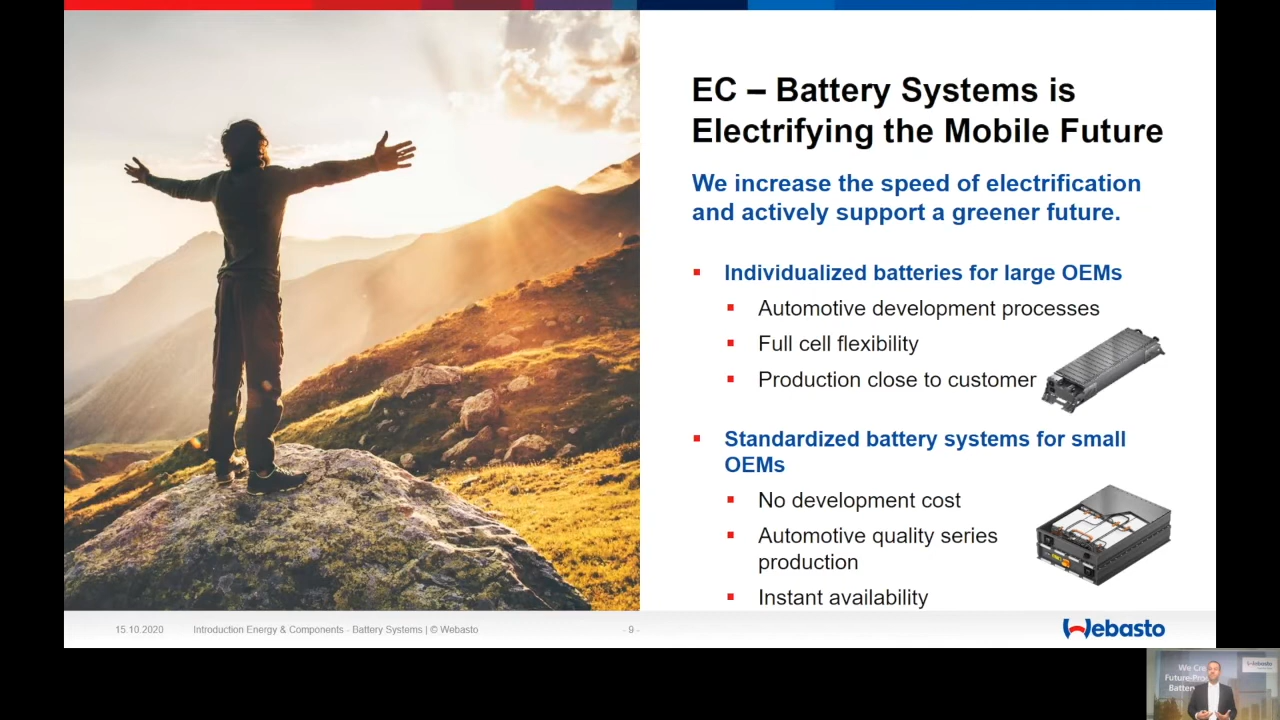 EC – Battery Systems is
Electrifying the Mobile Future
We increase the speed of electrification
and actively support a greener future.
Individualized batteries for large OEMs
Automotive development processes
Full cell flexibility
Production close to customer
Standardized battery systems for small
OEMs
No development cost
Automotive quality series
production
Instant availability
15.10.2020 Introduction Energy & Components - Battery Systems | © Webasto - 9 -
Webasto
We
Webasto